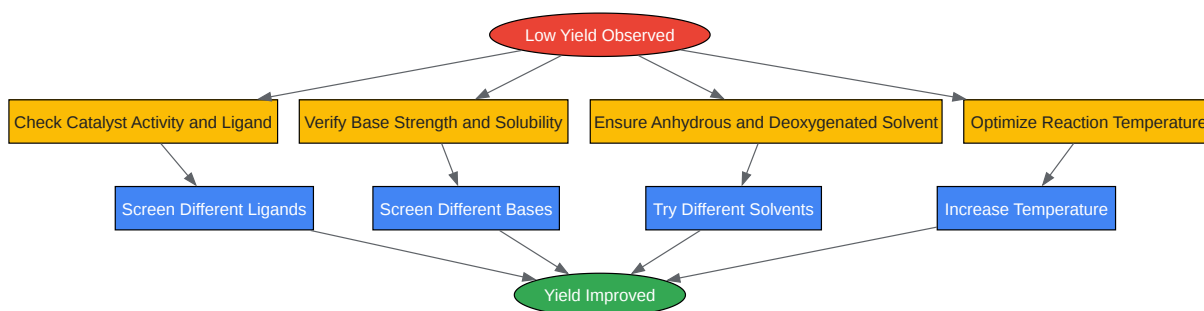 Low Yield Observed
Check Catalyst Activity and Ligand
Verify Base Strength and Solubility
Ensure Anhydrous and Deoxygenated Solvent
Optimize Reaction Temperature
Screen Different Ligands
Screen Different Bases
Try Different Solvents
Increase Temperature
Yield Improved